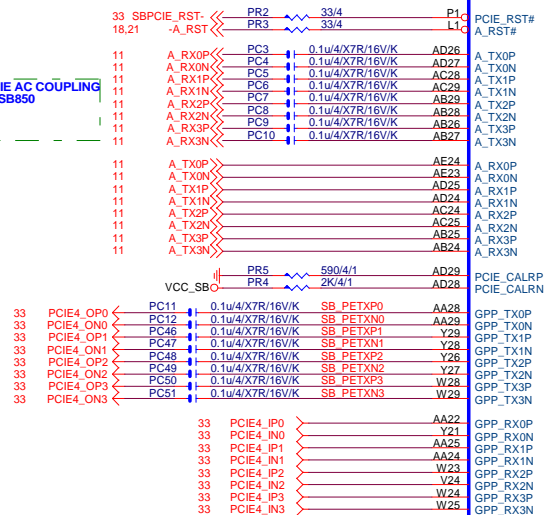 33 SBPCIE_RST- PR2 33/4 P1 PCIE_RST#
18,21 -A_RST PR3 33/4 L1 A_RST#
11 A_RX0P PC3 0.1u/4/X7R/16V/K AD26 A_TX0P
11 A_RX0N PC4 0.1u/4/X7R/16V/K AD27 A_TX0N
11 A_RX1P PC5 0.1u/4/X7R/16V/K AC28 A_TX1P
IE AC COUPLING 11 A_RX1N PC6 0.1u/4/X7R/16V/K AC29 A_TX1N
SB850 11 A_RX2P PC7 0.1u/4/X7R/16V/K AB29 A_TX2P
11 A_RX2N PC8 0.1u/4/X7R/16V/K AB28 A_TX2N
11 A_RX3P PC9 0.1u/4/X7R/16V/K AB26 A_TX3P
11 A_RX3N PC10 0.1u/4/X7R/16V/K AB27 A_TX3N
11 A_TX0P AE24 A_RX0P
11 A_TX0N AE23 A_RX0N
11 A_TX1P AD25 A_RX1P
11 A_TX1N AD24 A_RX1N
11 A_TX2P AC24 A_RX2P
11 A_TX2N AC25 A_RX2N
11 A_TX3P AB25 A_RX3P
11 A_TX3N AB24 A_RX3N
PR5 590/4/1 AD29 PCIE_CALRP
VCC_SB PR4 2K/4/1 AD28 PCIE_CALRN
33 PCIE4_OP0 PC11 0.1u/4/X7R/16V/K SB_PETXP0 AA28 GPP_TX0P
33 PCIE4_ON0 PC12 0.1u/4/X7R/16V/K SB_PETXN0 AA29 GPP_TX0N
33 PCIE4_OP1 PC46 0.1u/4/X7R/16V/K SB_PETXP1 Y29 GPP_TX1P
33 PCIE4_ON1 PC47 0.1u/4/X7R/16V/K SB_PETXN1 Y28 GPP_TX1N
33 PCIE4_OP2 PC48 0.1u/4/X7R/16V/K SB_PETXP2 Y26 GPP_TX2P
33 PCIE4_ON2 PC49 0.1u/4/X7R/16V/K SB_PETXN2 Y27 GPP_TX2N
33 PCIE4_OP3 PC50 0.1u/4/X7R/16V/K SB_PETXP3 W28 GPP_TX3P
33 PCIE4_ON3 PC51 0.1u/4/X7R/16V/K SB_PETXN3 W29 GPP_TX3N
33 PCIE4_IP0 AA22 GPP_RX0P
33 PCIE4_IN0 Y21 GPP_RX0N
33 PCIE4_IP1 AA25 GPP_RX1P
33 PCIE4_IN1 AA24 GPP_RX1N
33 PCIE4_IP2 W23 GPP_RX2P
33 PCIE4_IN2 V24 GPP_RX2N
33 PCIE4_IP3 W24 GPP_RX3P
33 PCIE4_IN3 W25 GPP_RX3N